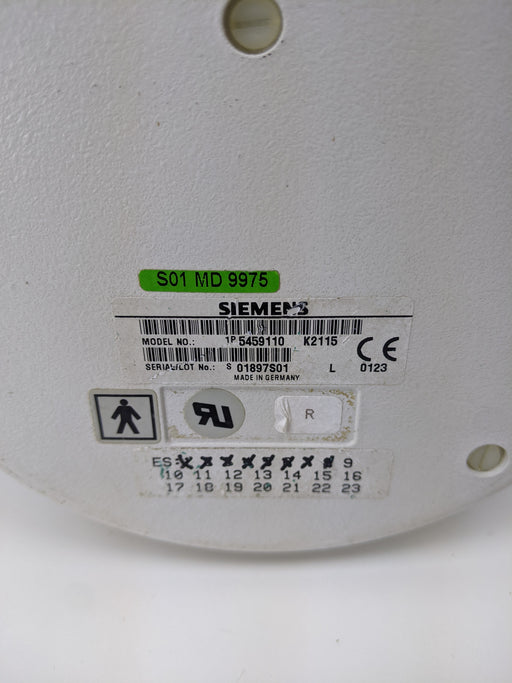 S01 MD 9975
SIEMENS
MODEL NO.: 1P 5459110 K2115
SERIAL/LOT No.: S 01897S01 L 0123
MADE IN GERMANY
R
ES: 9
10 11 12 13 14 15 16
17 18 19 20 21 22 23